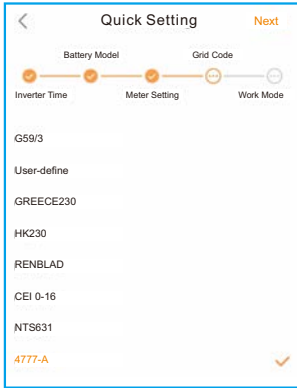 Quick Setting Next
Battery Model Grid Code
Inverter Time Meter Setting Work Mode
G59/3
User-define
GREECE230
HK230
RENBLAD
CEI 0-16
NTS631
4777-A